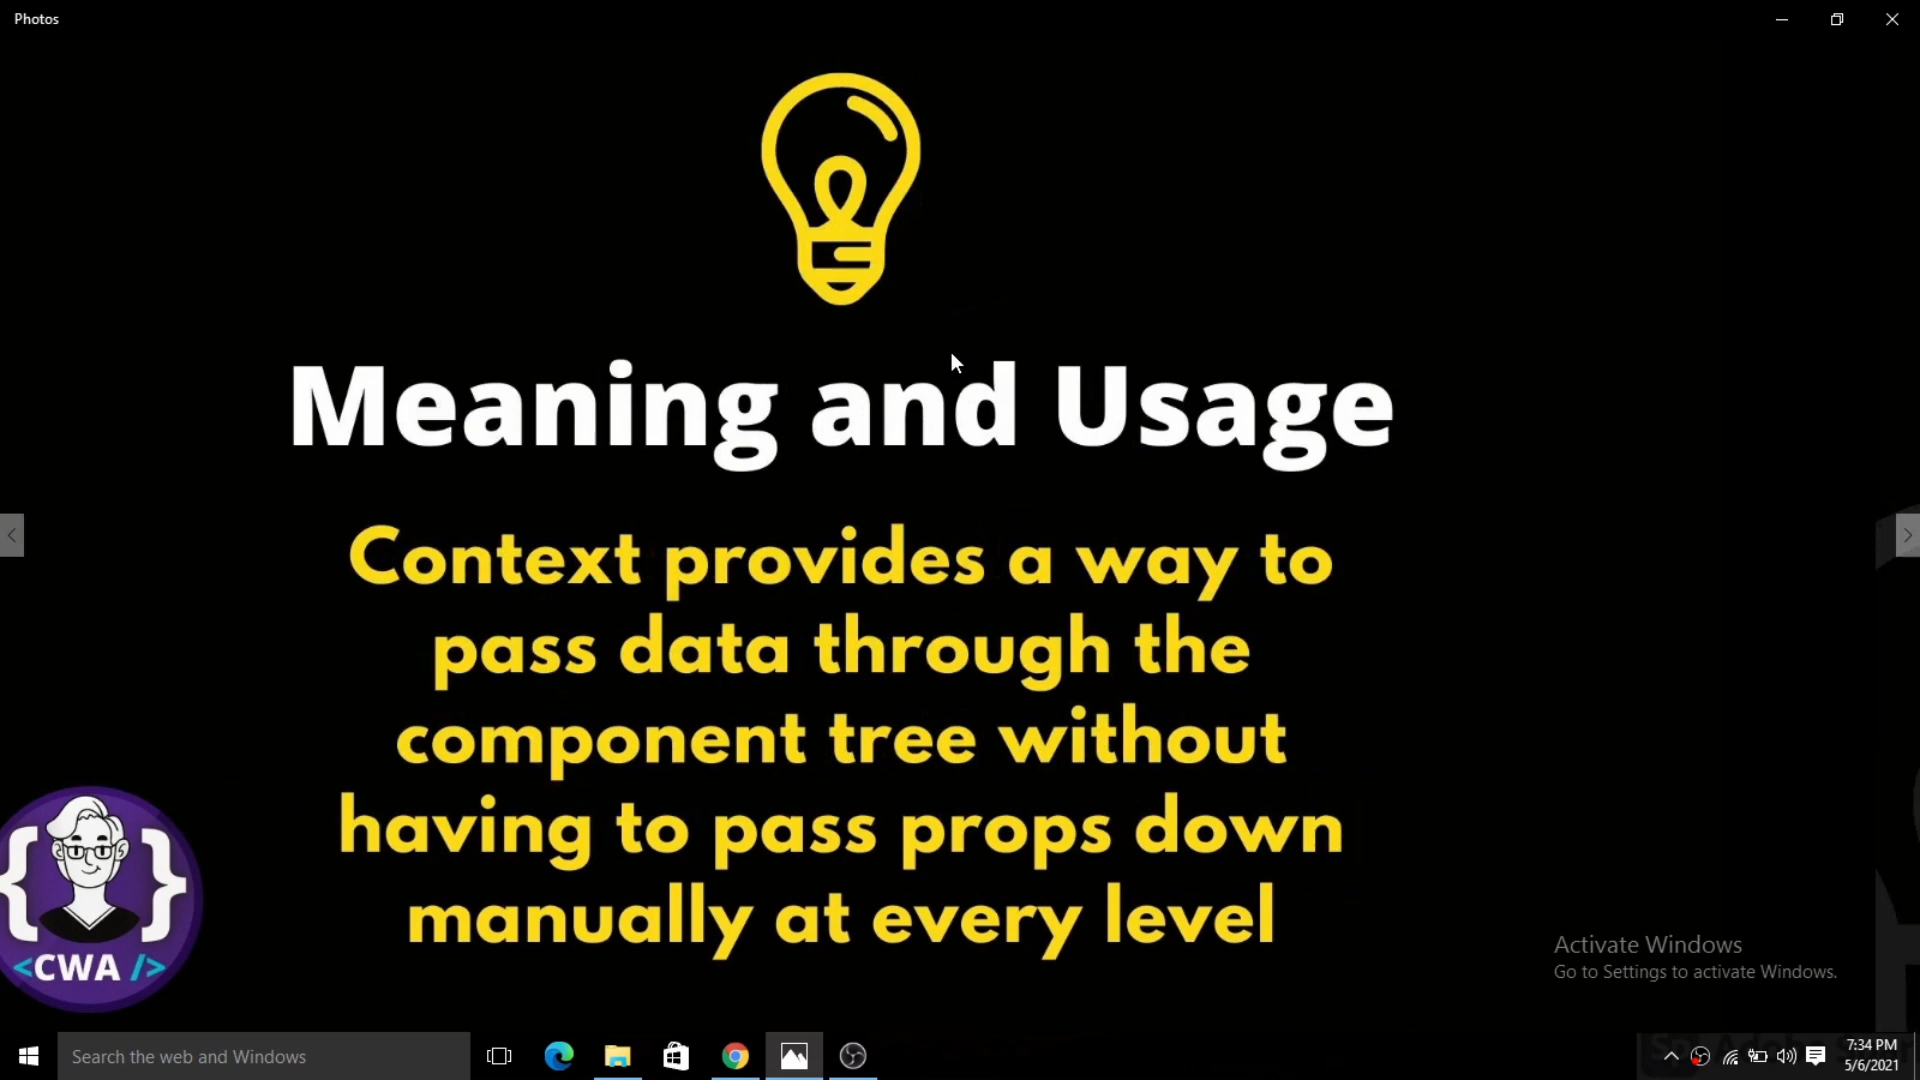 Photos
Meaning and Usage
Context provides a way to
pass data through the
component tree without
having to pass props down
manually at every level
<CWA />
Activate Windows
Go to Settings to activate Windows.
Search the web and Windows
7:34 PM
5/6/2021